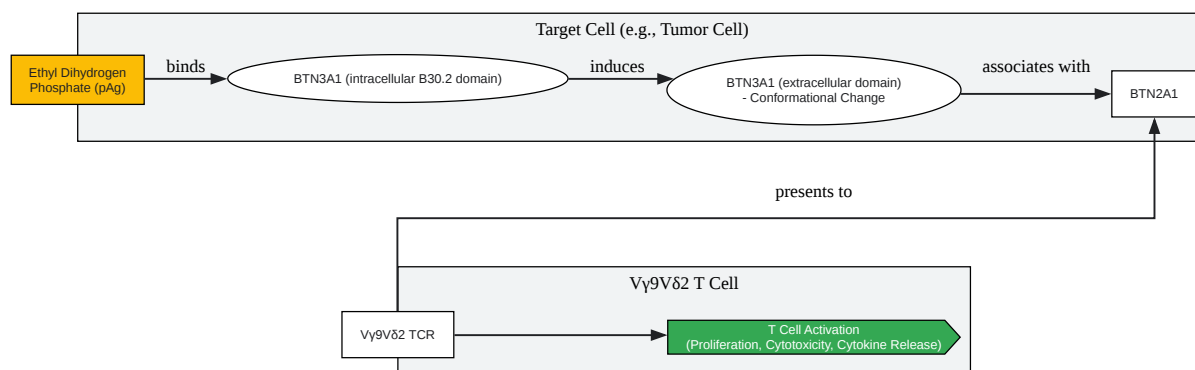 Target Cell (e.g., Tumor Cell)
Ethyl Dihydrogen
Phosphate (pAg)
binds
BTN3A1 (intracellular B30.2 domain)
induces
BTN3A1 (extracellular domain)
- Conformational Change
associates with
BTN2A1
presents to
Vγ9Vδ2 T Cell
Vγ9Vδ2 TCR
T Cell Activation
(Proliferation, Cytotoxicity, Cytokine Release)